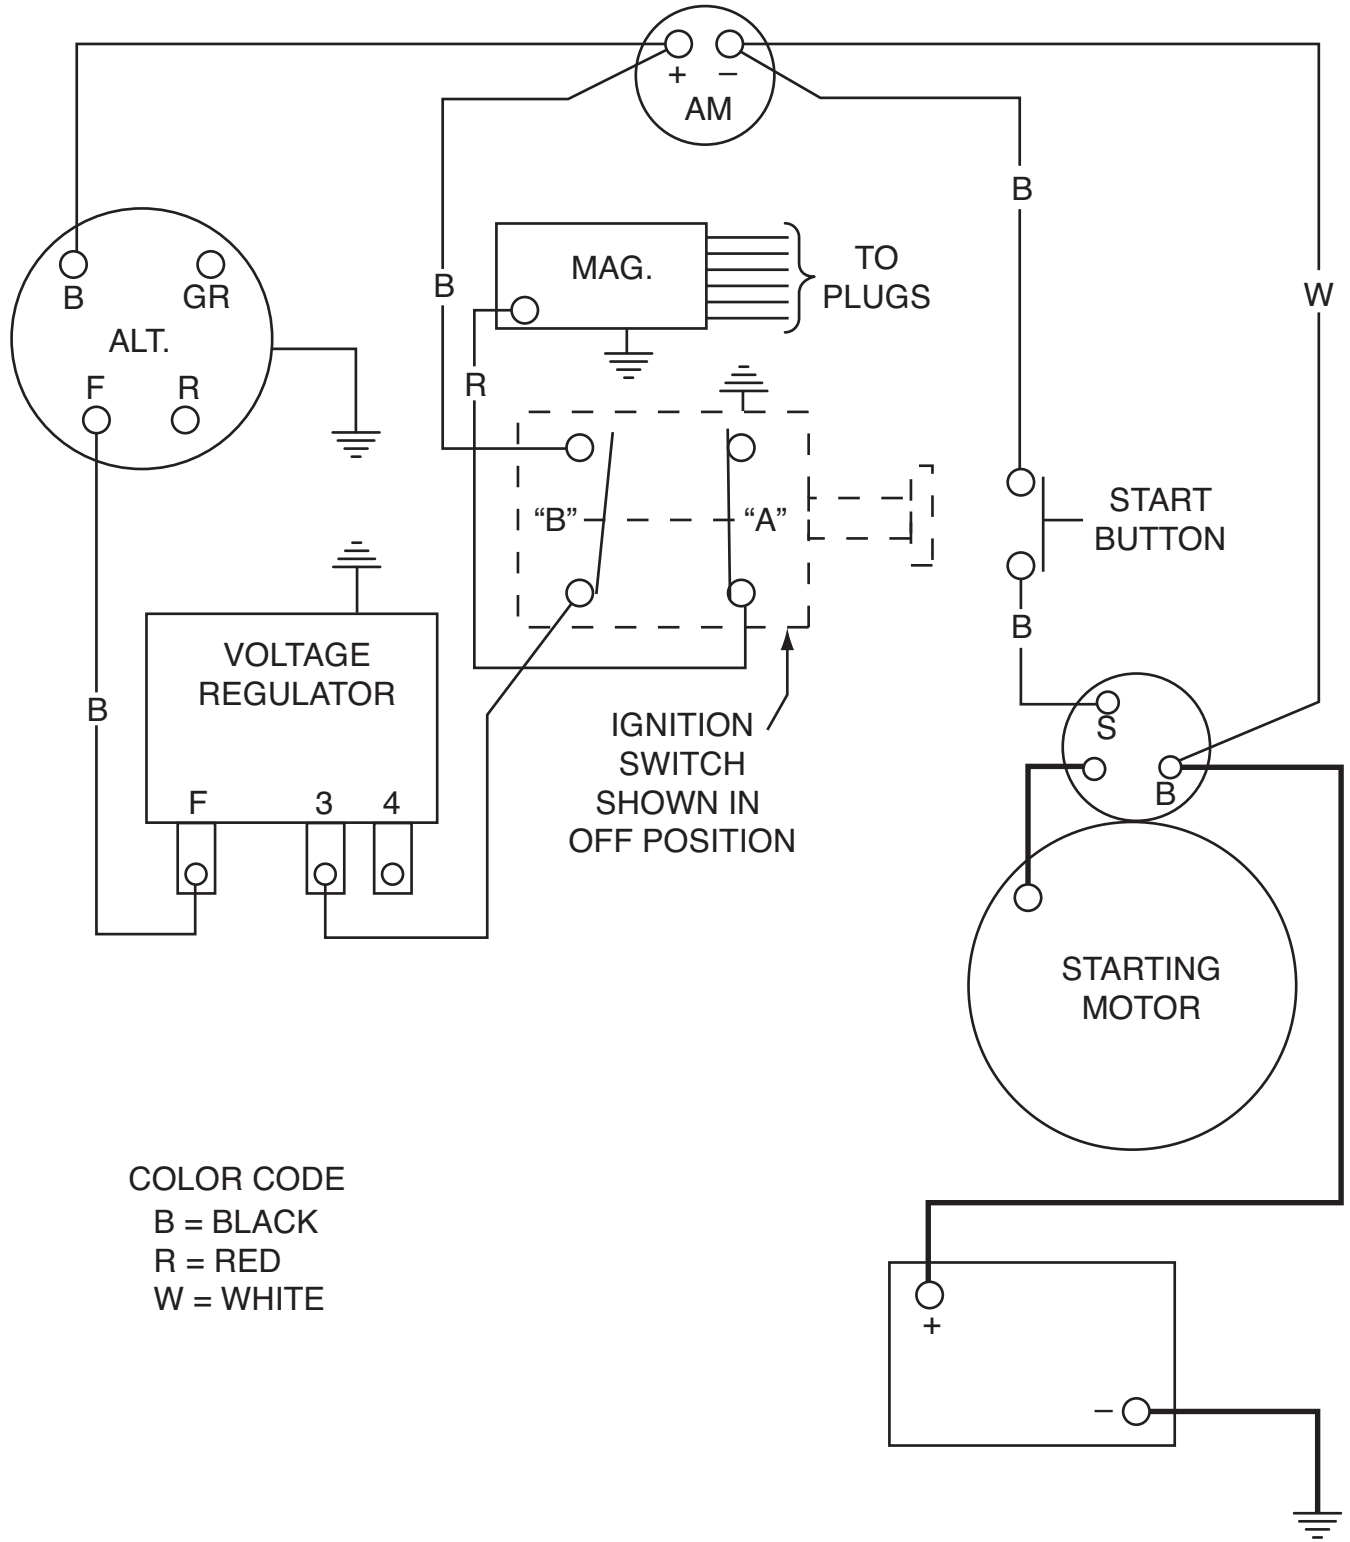 + –
AM
B
B
GR
ALT.
F
R
B
MAG.
TO
PLUGS
W
B
R
“B”
“A”
START
BUTTON
B
VOLTAGE
REGULATOR
B
IGNITION
SWITCH
SHOWN IN
OFF POSITION
S
B
F
3
4
STARTING
MOTOR
COLOR CODE
B = BLACK
R = RED
W = WHITE
+
–